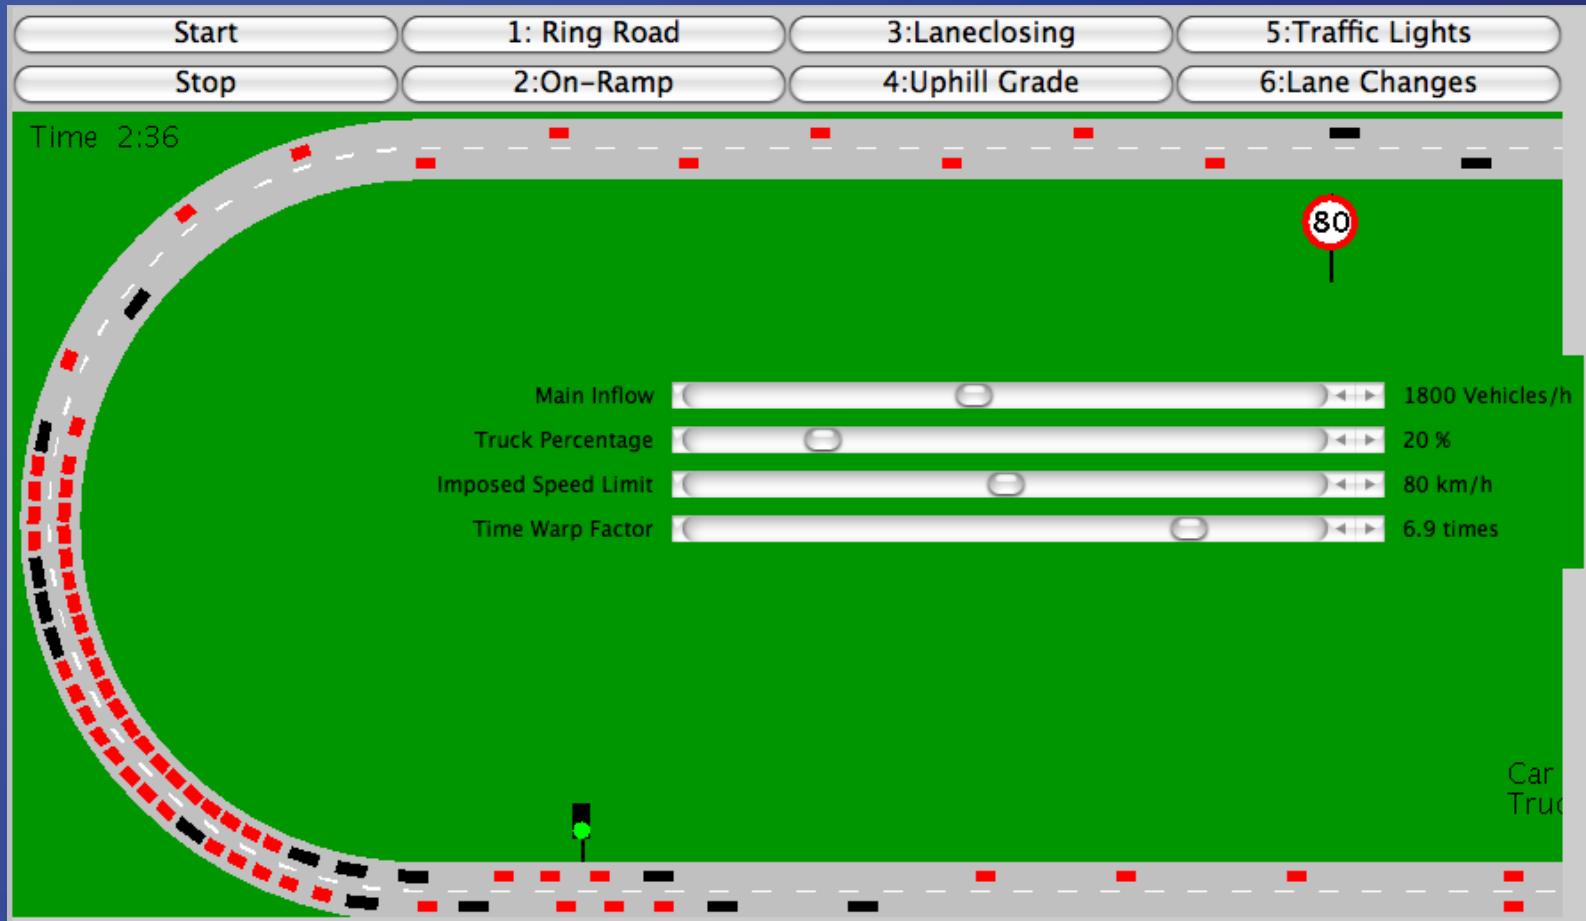 Start
1: Ring Road
3:Laneclosing
5:Traffic Lights
Stop
2:On-Ramp
4:Uphill Grade
6:Lane Changes
Time 2:36
80
Main Inflow 1800 Vehicles/h
Truck Percentage 20 %
Imposed Speed Limit 80 km/h
Time Warp Factor 6.9 times
Car